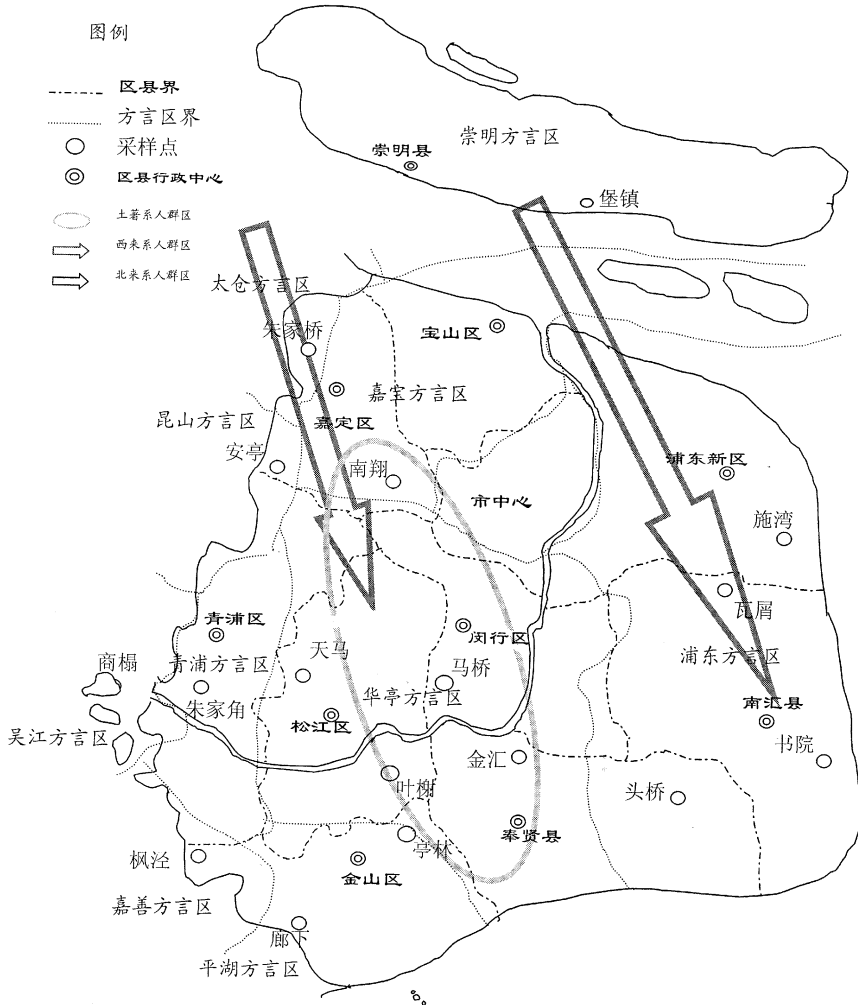 图例
区县界
方言区界
采样点
区县行政中心
土著系人群区
西来系人群区
北来系人群区
崇明方言区
崇明县
堡镇
太仓方言区
朱家桥
宝山区
嘉宝方言区
昆山方言区
嘉定区
安亭
南翔
市中心
浦东新区
施湾
瓦屑
青浦区
闵行区
浦东方言区
天马
商榻
青浦方言区
马桥
华亭方言区
朱家角
南汇县
松江区
吴江方言区
书院
金汇
叶榭
头桥
奉贤县
亭林
枫泾
金山区
嘉善方言区
廊下
平湖方言区